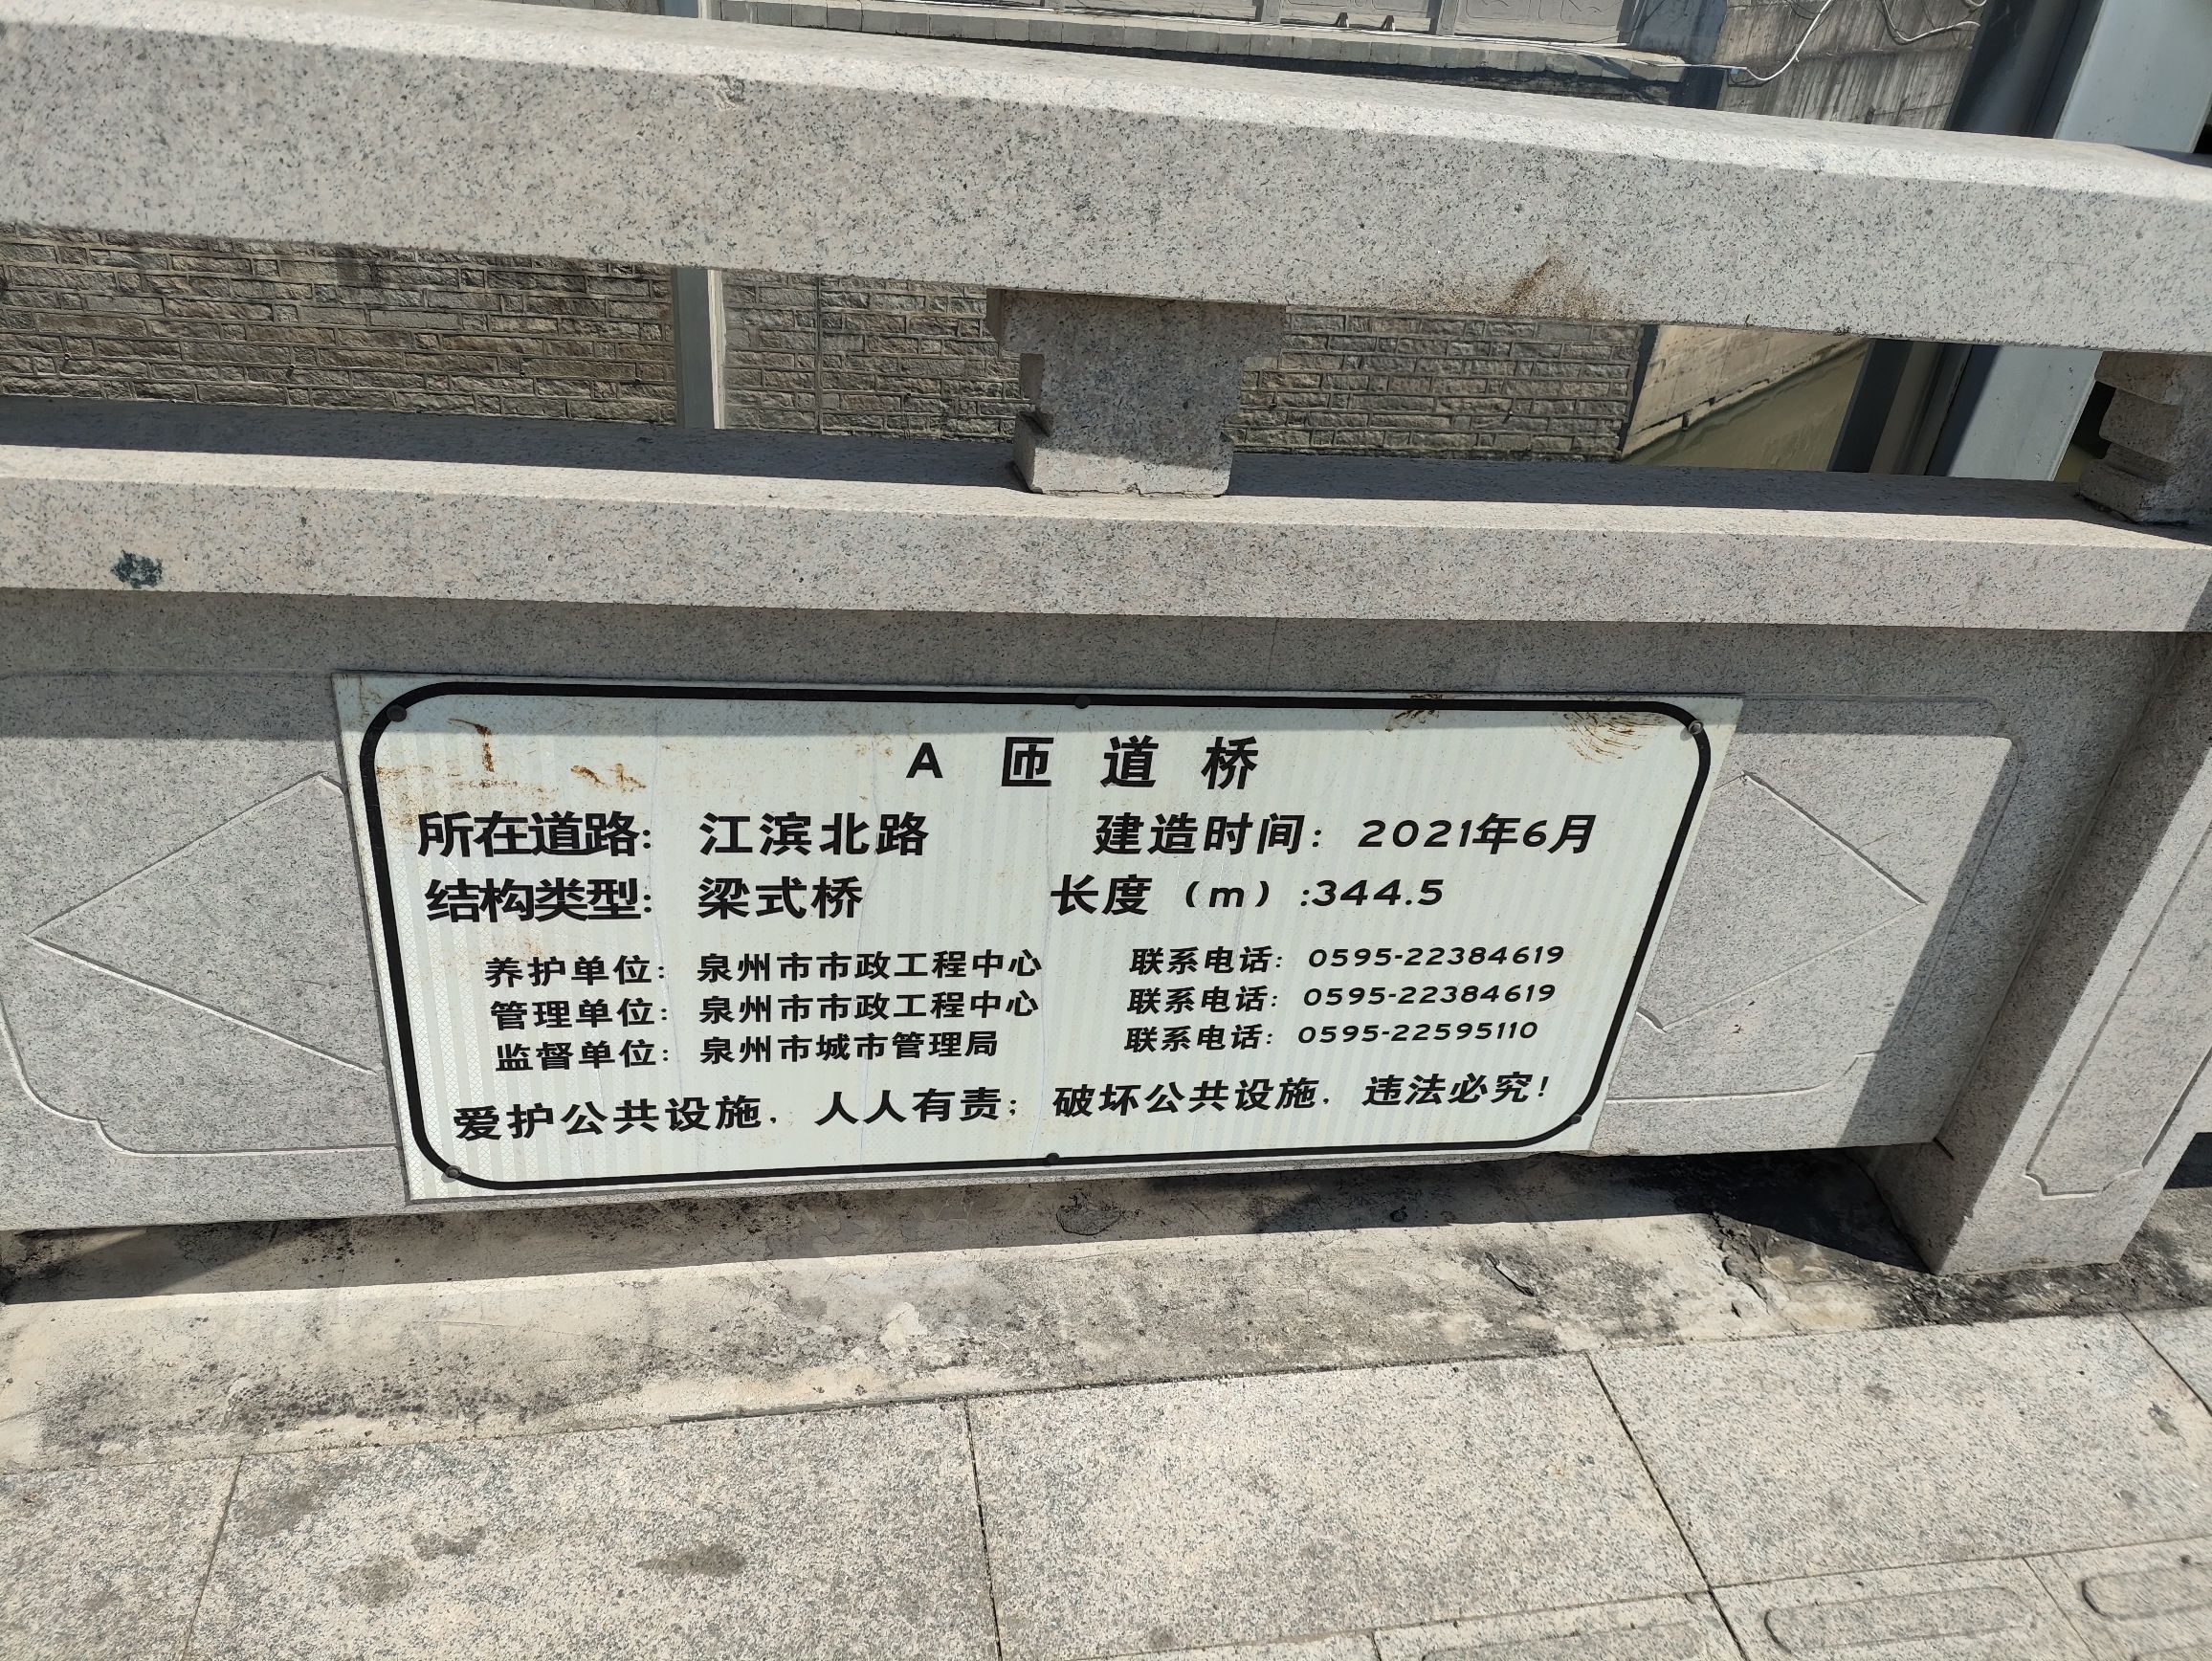 A 匝 道 桥
所在道路: 江滨北路 建造时间: 2021年6月
结构类型: 梁式桥 长度（m）:344.5
养护单位: 泉州市市政工程中心 联系电话: 0595-22384619
管理单位: 泉州市市政工程中心 联系电话: 0595-22384619
监督单位: 泉州市城市管理局 联系电话: 0595-22595110
爱护公共设施, 人人有责; 破坏公共设施, 违法必究!